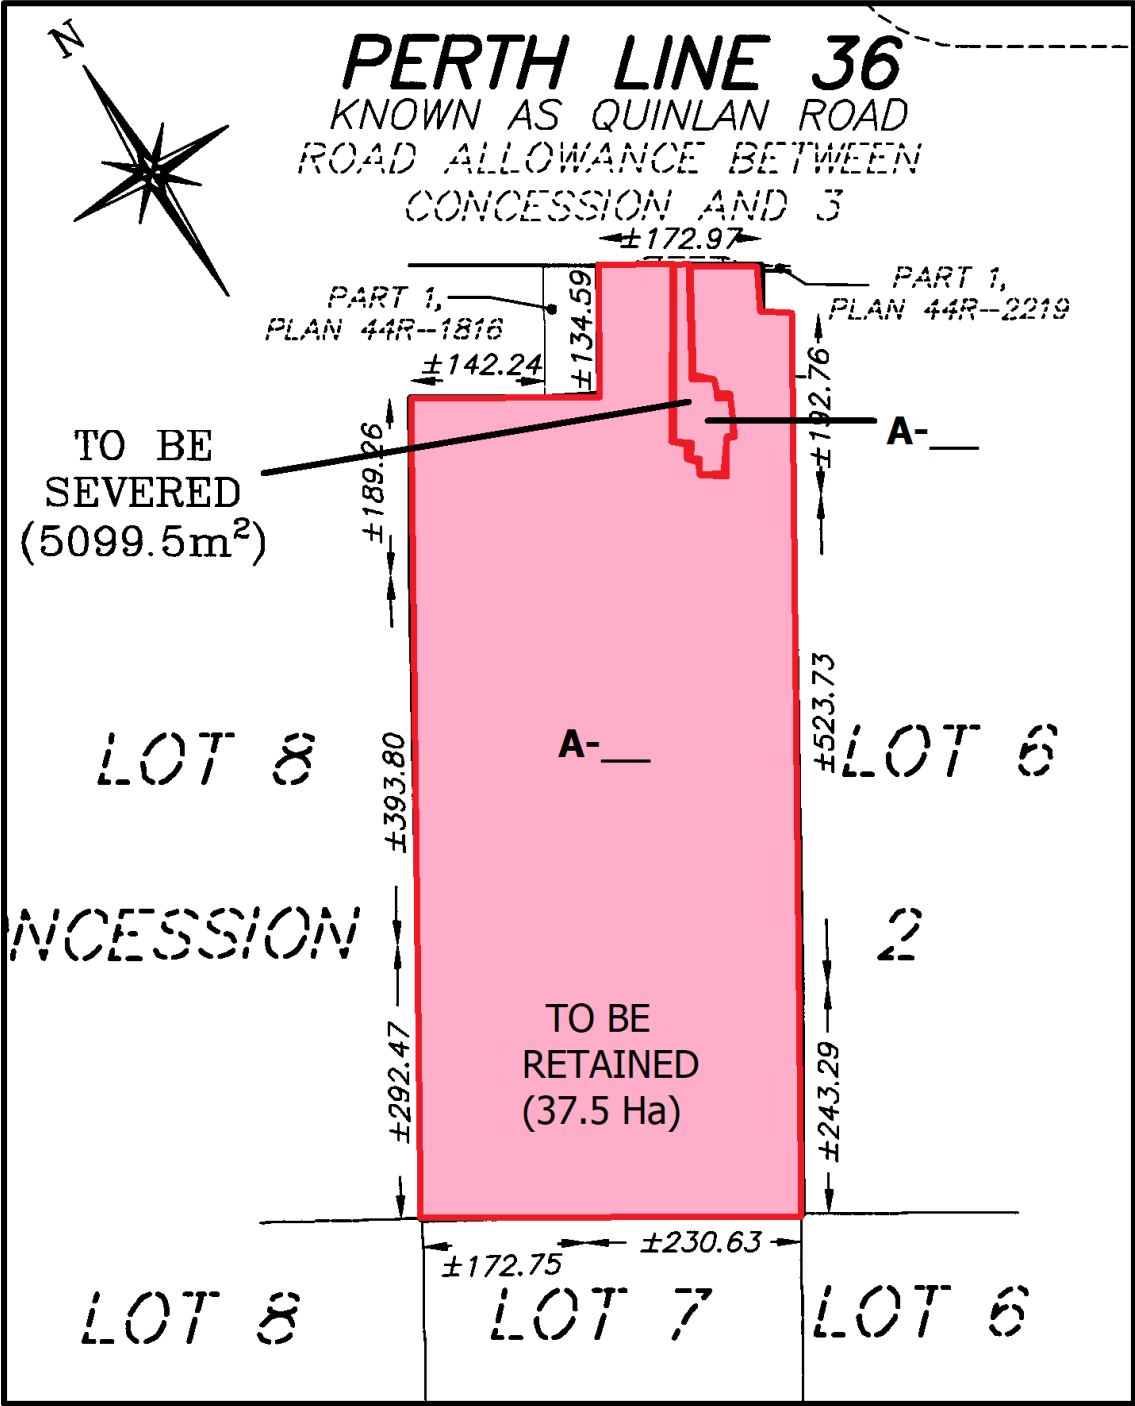 N
PERTH LINE 36
KNOWN AS QUINLAN ROAD
ROAD ALLOWANCE BETWEEN
CONCESSION AND 3
±172.97
PART 1,
PLAN 44R-1816
±134.59
PART 1,
PLAN 44R-2219
±142.24
±192.76
±189.26
TO BE
SEVERED
(5099.5m²)
A-__
±523.73
LOT 8
±393.80
A-__
LOT 6
NCESSION
2
TO BE
RETAINED
(37.5 Ha)
±292.47
±243.29
±172.75
±230.63
LOT 8
LOT 7
LOT 6